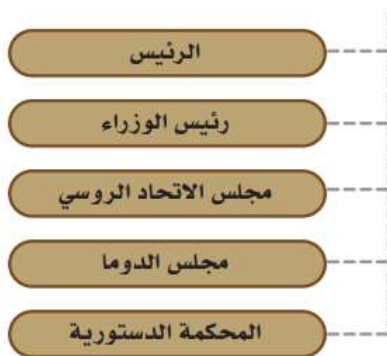 الرئيس
رئيس الوزراء
مجلس الاتحاد الروسي
مجلس الدوما
المحكمة الدستورية